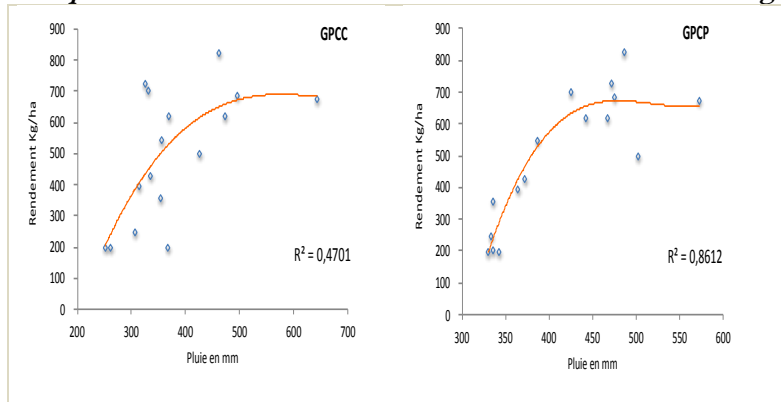 GPCC
900
800
700
600
500
400
300
200
100
0
Rendement Kg/ha
R² = 0,4701
200 300 400 500 600 700
Pluie en mm
GPCP
900
800
700
600
500
400
300
200
100
0
Rendement Kg/ha
R² = 0,8612
300 350 400 450 500 550 600
Pluie en mm